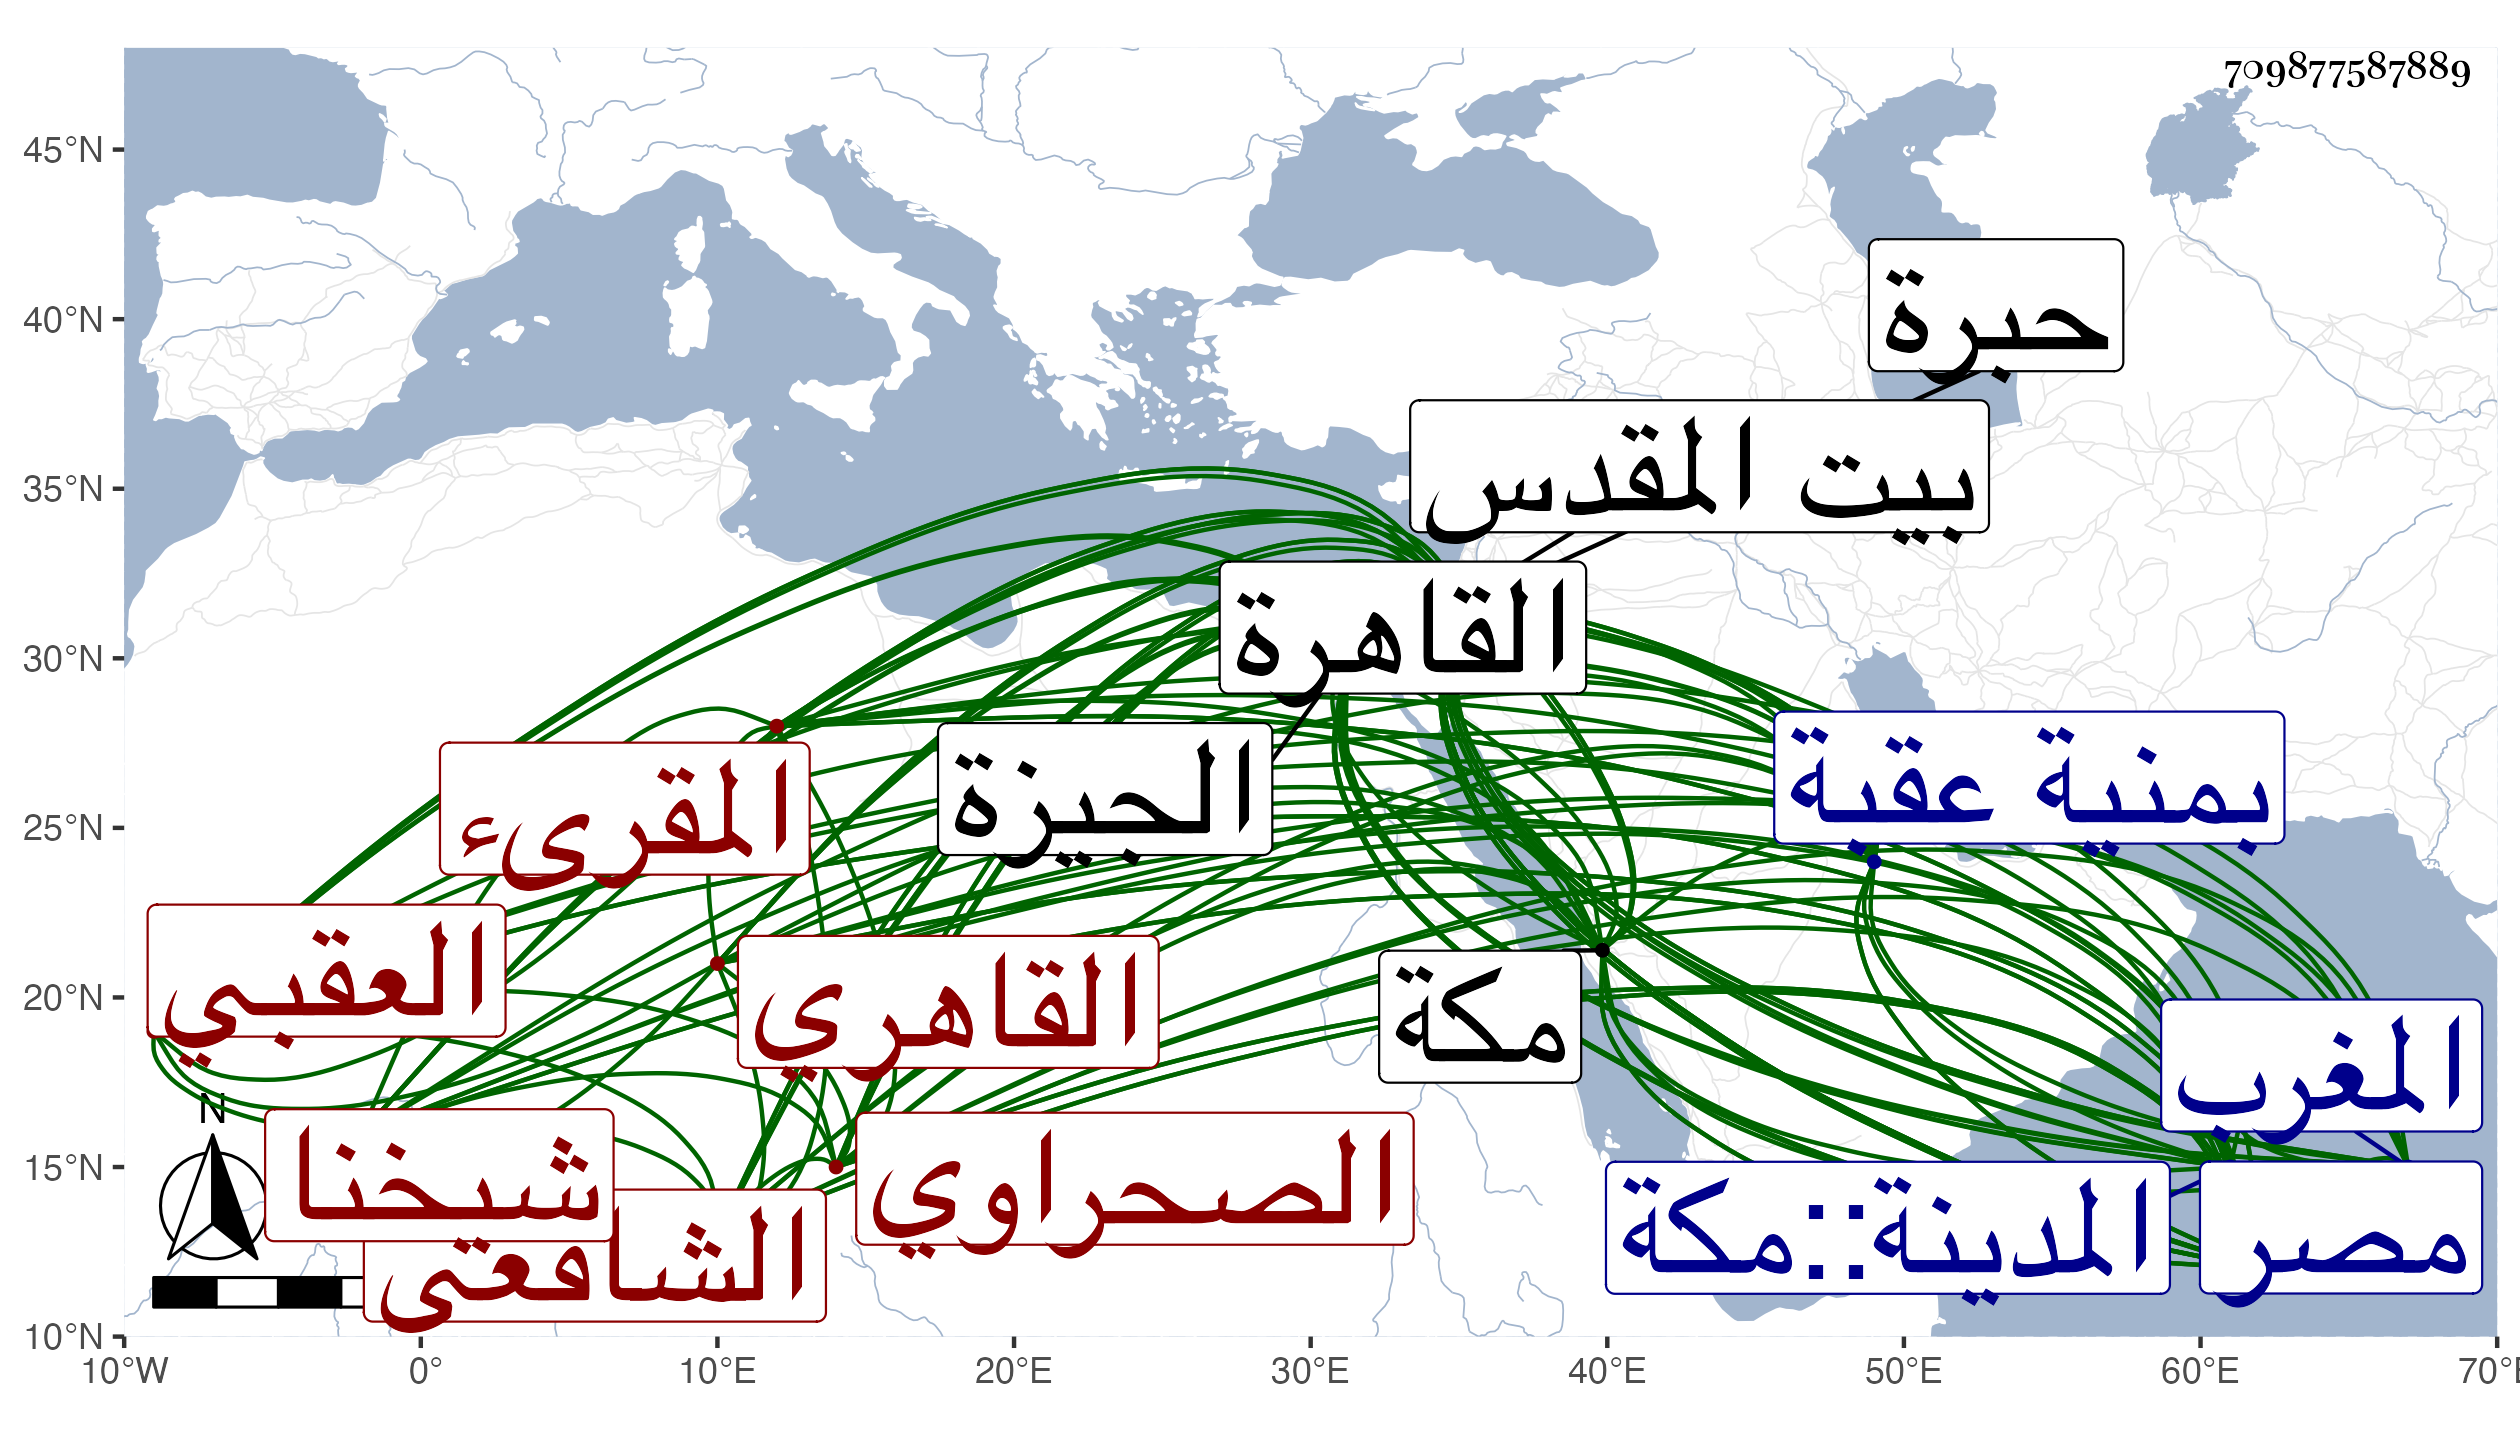 709877587889
45°N
40°N
35°N
30°N
25°N
20°N
15°N
10°N
10°W
0°
10°E
20°E
30°E
40°E
50°E
60°E
70°E
حبرة
بيت المقدس
القاهرة
الجيزة
بمنية عقبة
المقرىء
العقبي
القاهري
مكة
المغرب
N
شيخنا
الصحراوي
المدينة::مكة
مصر
الشافعي